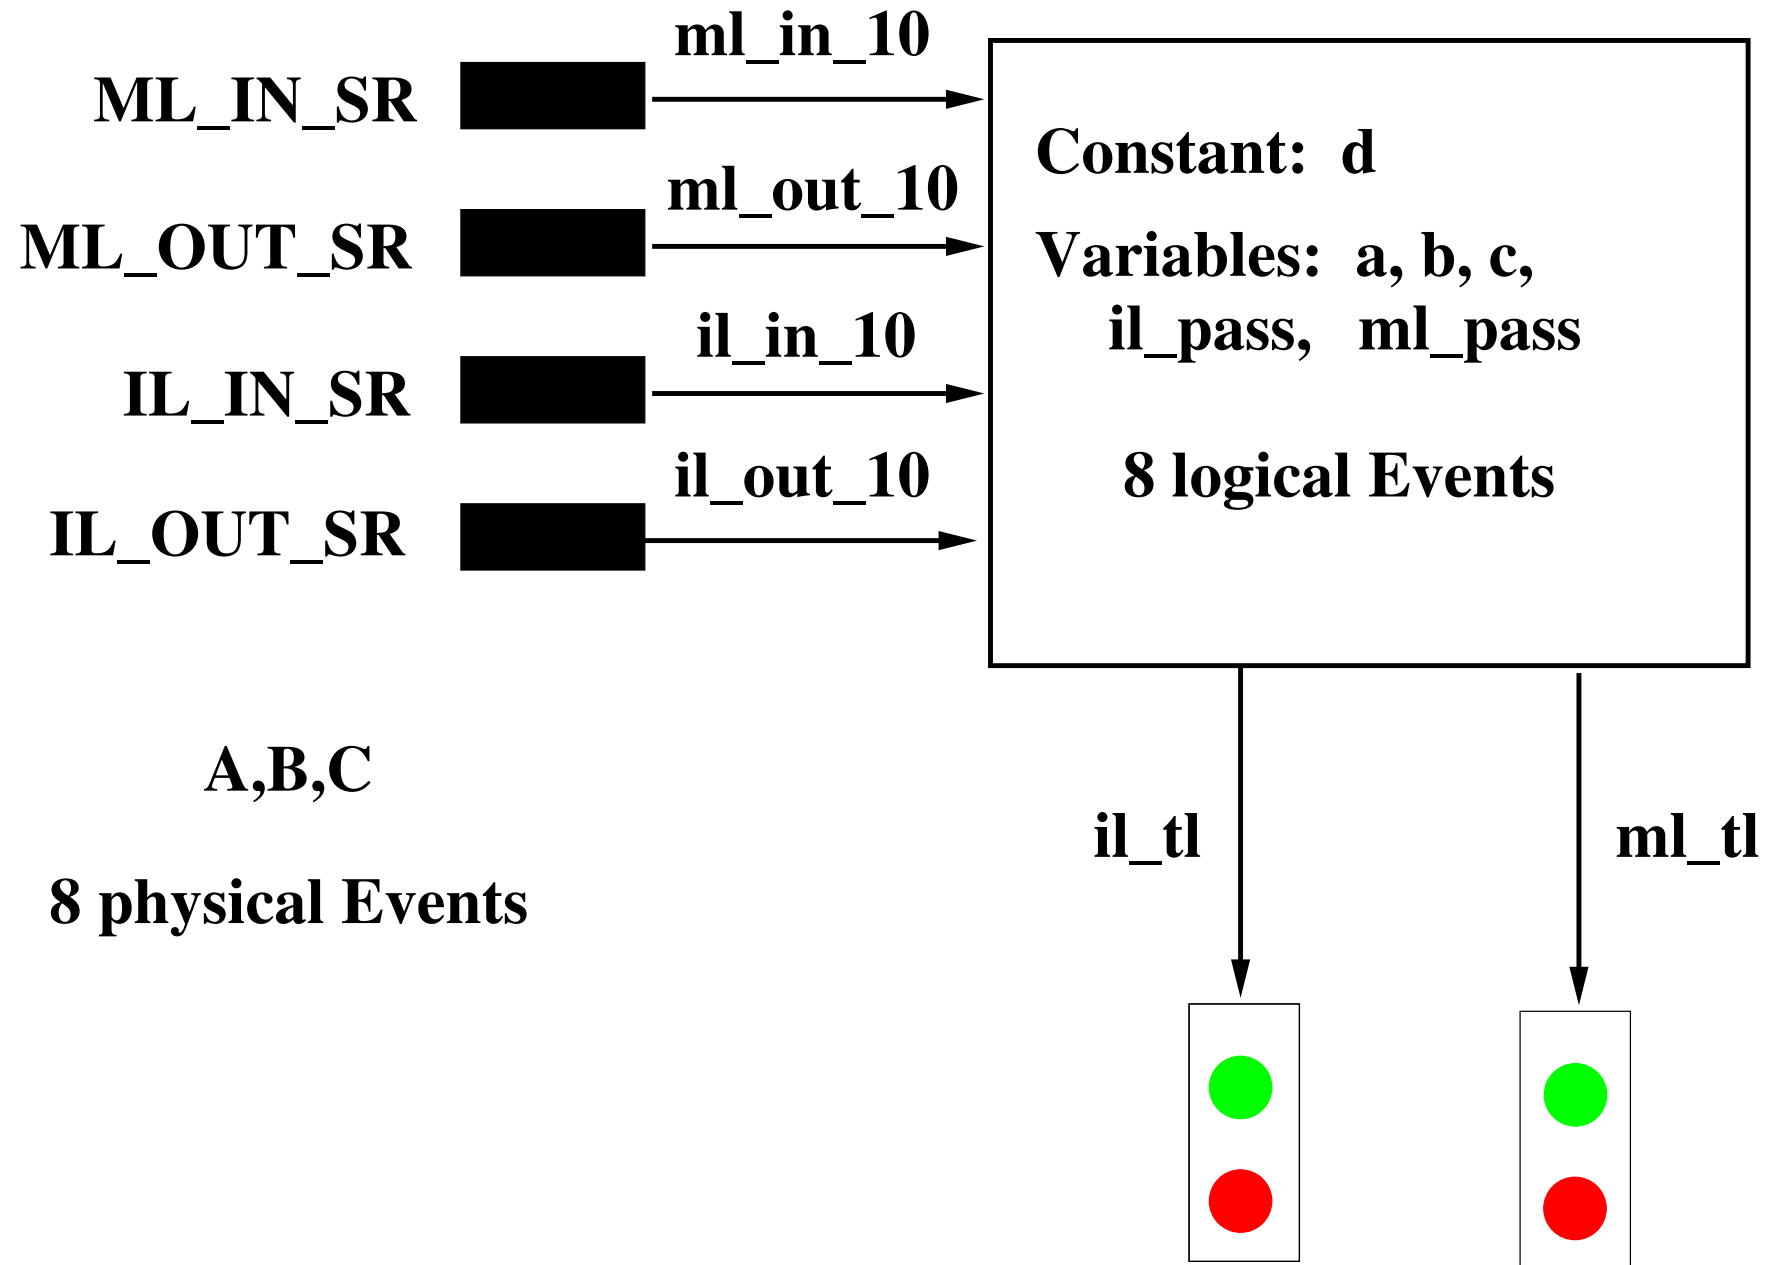 ml_in_10
ML_IN_SR
ml_out_10
ML_OUT_SR
il_in_10
IL_IN_SR
il_out_10
IL_OUT_SR
Constant: d
Variables: a, b, c,
il_pass, ml_pass
8 logical Events
A,B,C
8 physical Events
il_tl
ml_tl